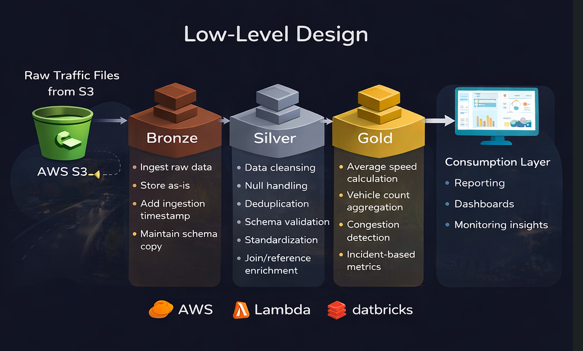 Low-Level Design
Raw Traffic Files
from S3
AWS S3
Bronze
Ingest raw data
Store as-is
Add ingestion
timestamp
Maintain schema
copy
Silver
Data cleansing
Null handling
Deduplication
Schema validation
Standardization
Join/reference
enrichment
Gold
Average speed
calculation
Vehicle count
aggregation
Congestion
detection
Incident-based
metrics
Consumption Layer
Reporting
Dashboards
Monitoring insights
AWS
Lambda
datbricks